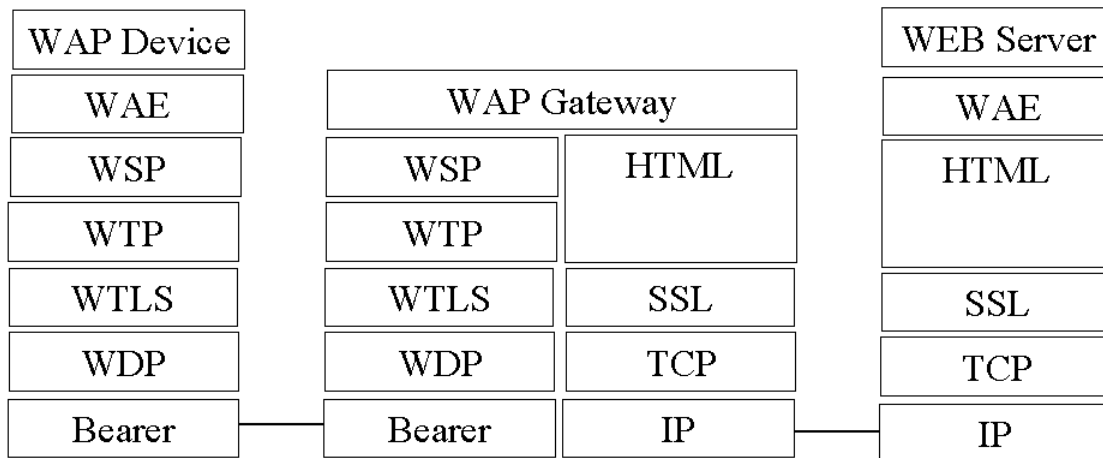 WAP Device
WAE
WSP
WTP
WTLS
WDP
Bearer
WAP Gateway
WSP
WTP
WTLS
WDP
Bearer
HTML
SSL
TCP
IP
WEB Server
WAE
HTML
SSL
TCP
IP